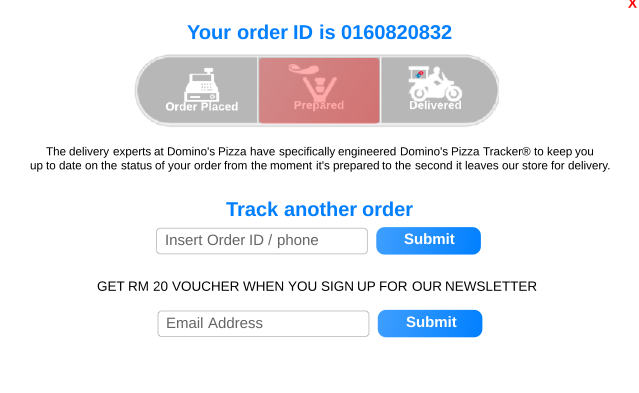 X
Your order ID is 0160820832
Order Placed
Prepared
Delivered
The delivery experts at Domino's Pizza have specifically engineered Domino's Pizza Tracker® to keep you
up to date on the status of your order from the moment it's prepared to the second it leaves our store for delivery.
Track another order
Insert Order ID / phone
Submit
GET RM 20 VOUCHER WHEN YOU SIGN UP FOR OUR NEWSLETTER
Email Address
Submit